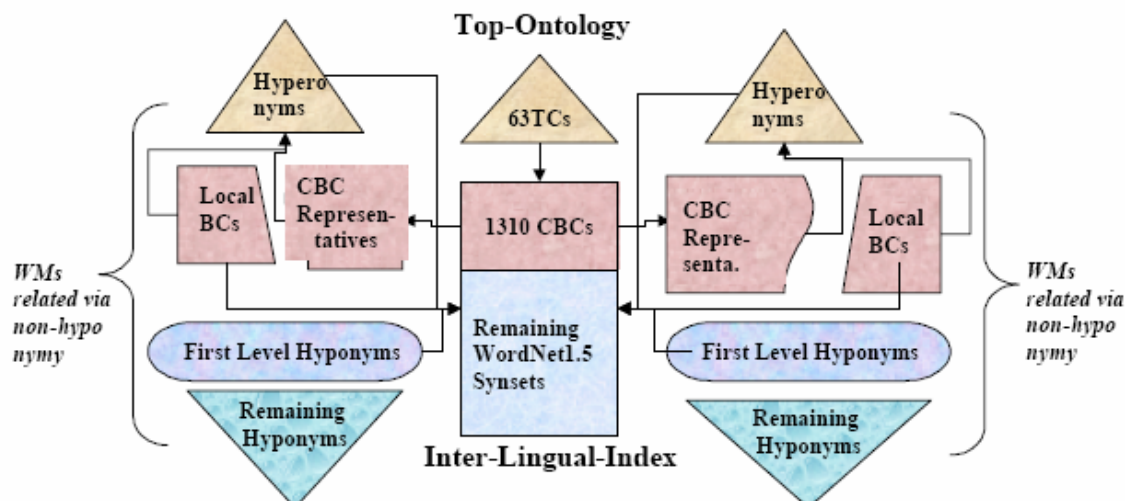 Top-Ontology
Hypero
nyms
63TCs
Hypero
nyms
Local
BCs
CBC
Represen-
tatives
1310 CBCs
CBC
Repre-
senta.
Local
BCs
WMs
related via
non-hypo
nymy
Remaining
WordNet1.5
Synsets
WMs
related via
non-hypo
nymy
First Level Hyponyms
First Level Hyponyms
Remaining
Hyponyms
Remaining
Hyponyms
Inter-Lingual-Index